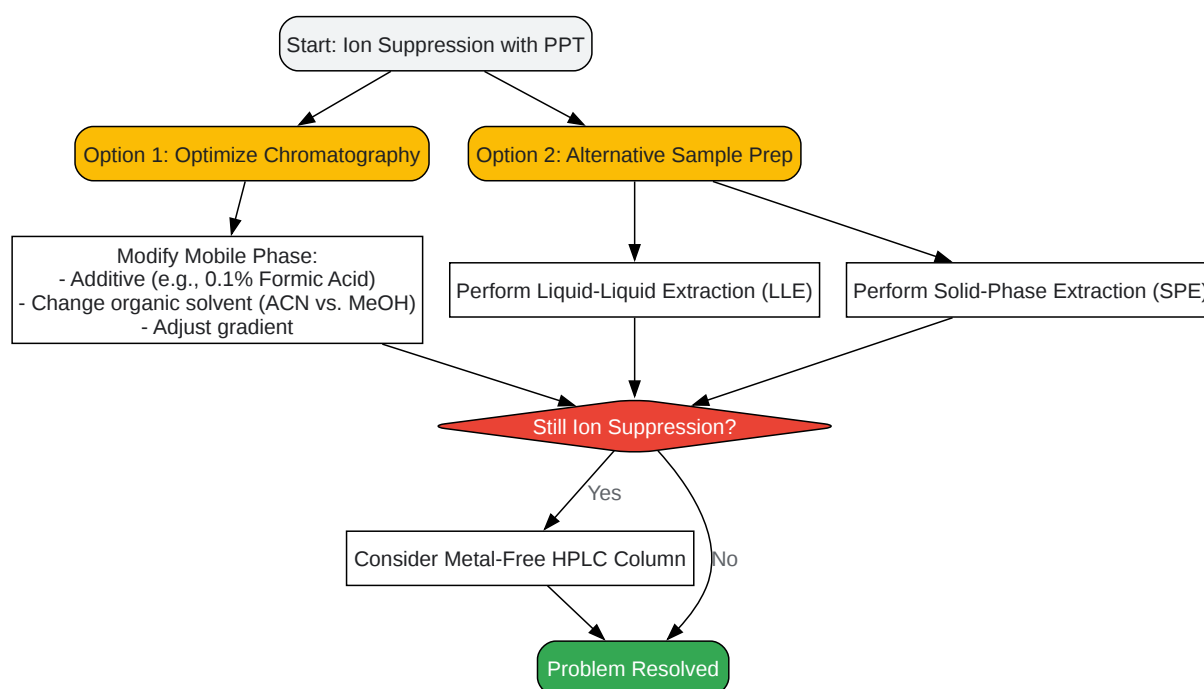 Start: Ion Suppression with PPT
Option 1: Optimize Chromatography
Option 2: Alternative Sample Prep
Modify Mobile Phase:
- Additive (e.g., 0.1% Formic Acid)
- Change organic solvent (ACN vs. MeOH)
- Adjust gradient
Perform Liquid-Liquid Extraction (LLE)
Perform Solid-Phase Extraction (SPE)
Still Ion Suppression?
Yes
Consider Metal-Free HPLC Column
No
Problem Resolved